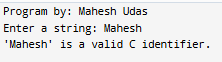 Program by: Mahesh Udas
Enter a string: Mahesh
'Mahesh' is a valid C identifier.